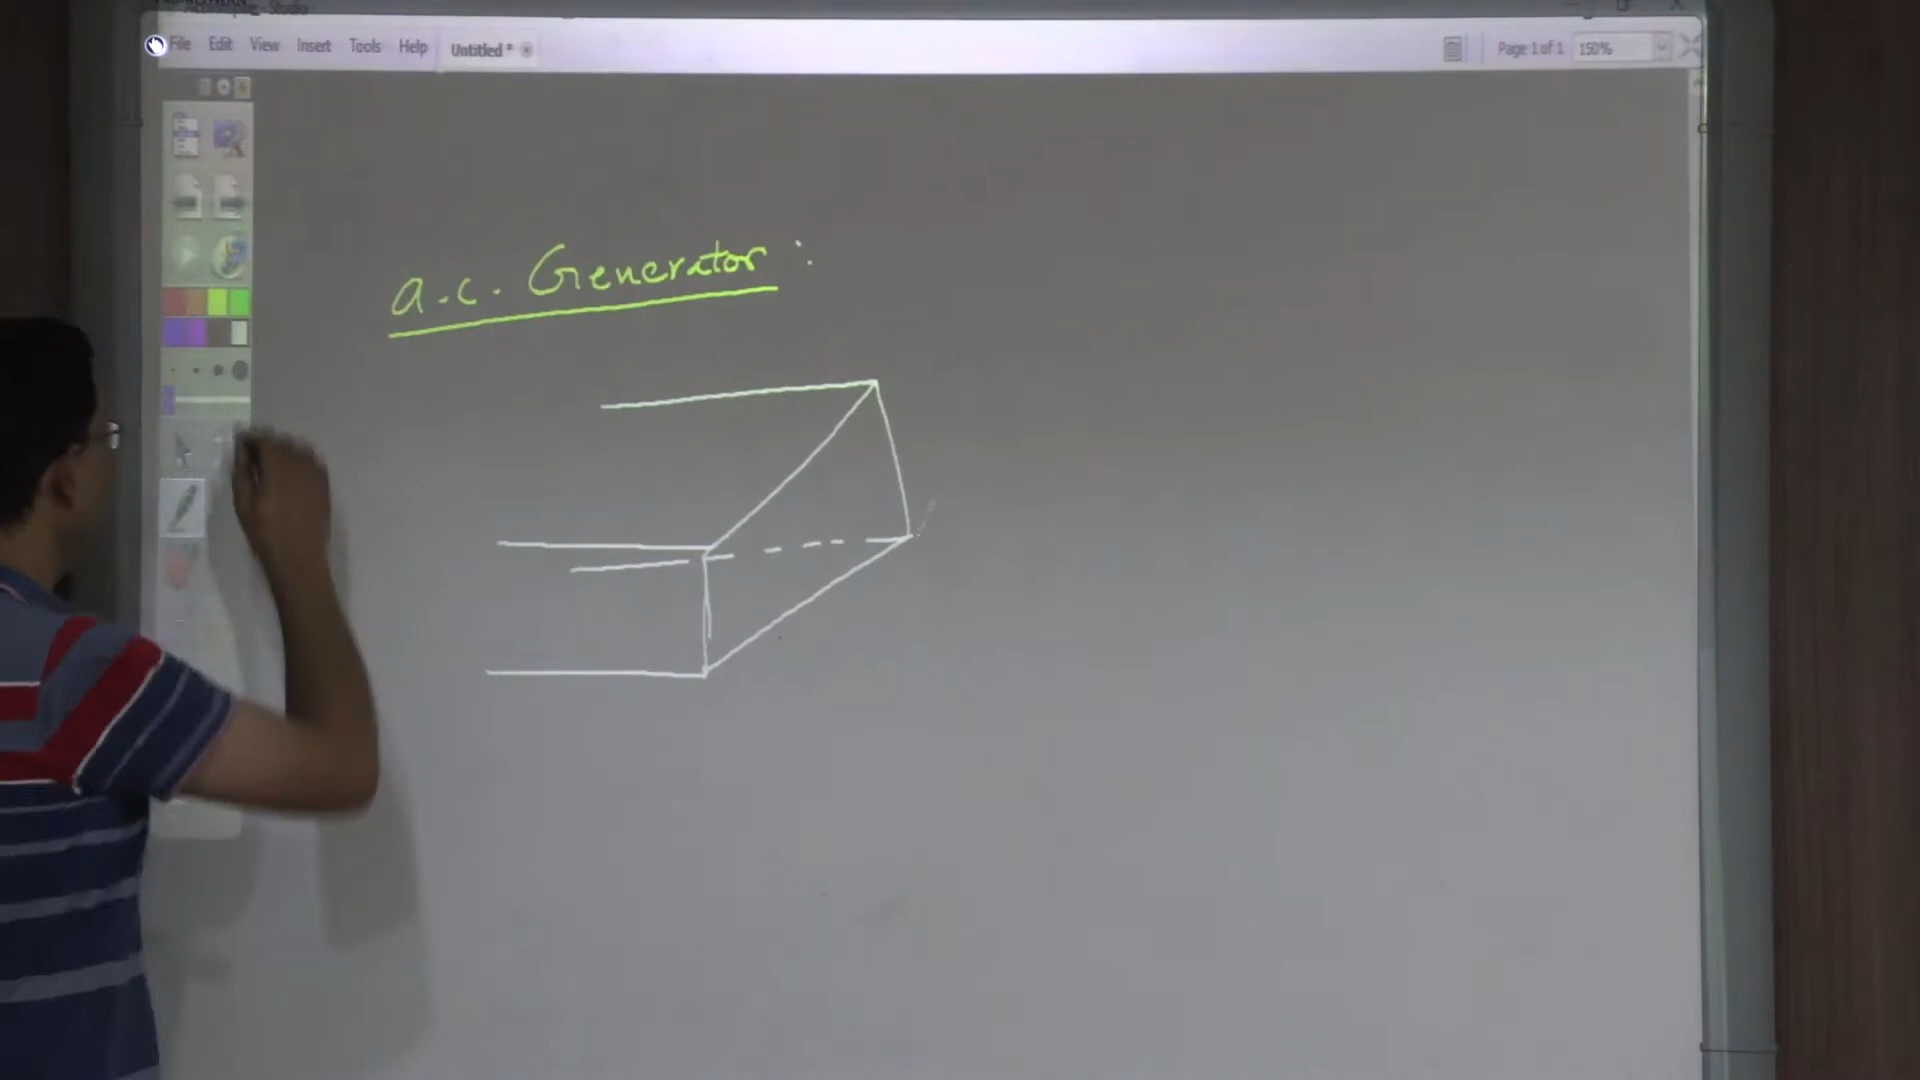 File Edit View Insert Tools Help Untitled * Page 1 of 1 150%
a.c. Generator :